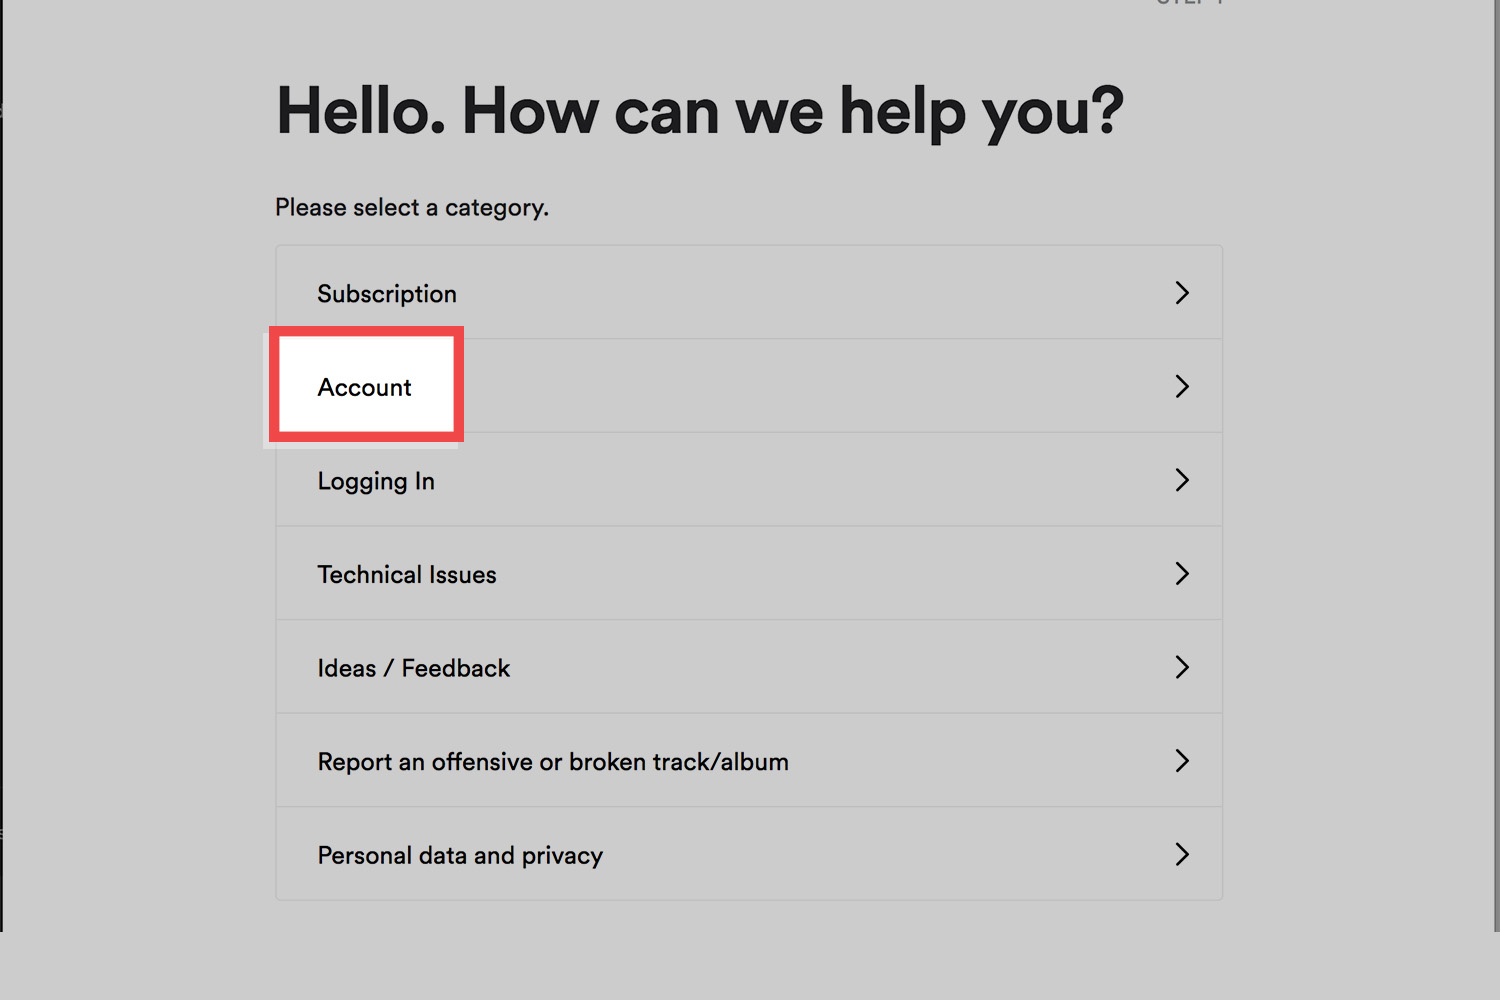 Hello. How can we help you?
Please select a category.
Subscription
Account
Logging In
Technical Issues
Ideas / Feedback
Report an offensive or broken track/album
Personal data and privacy